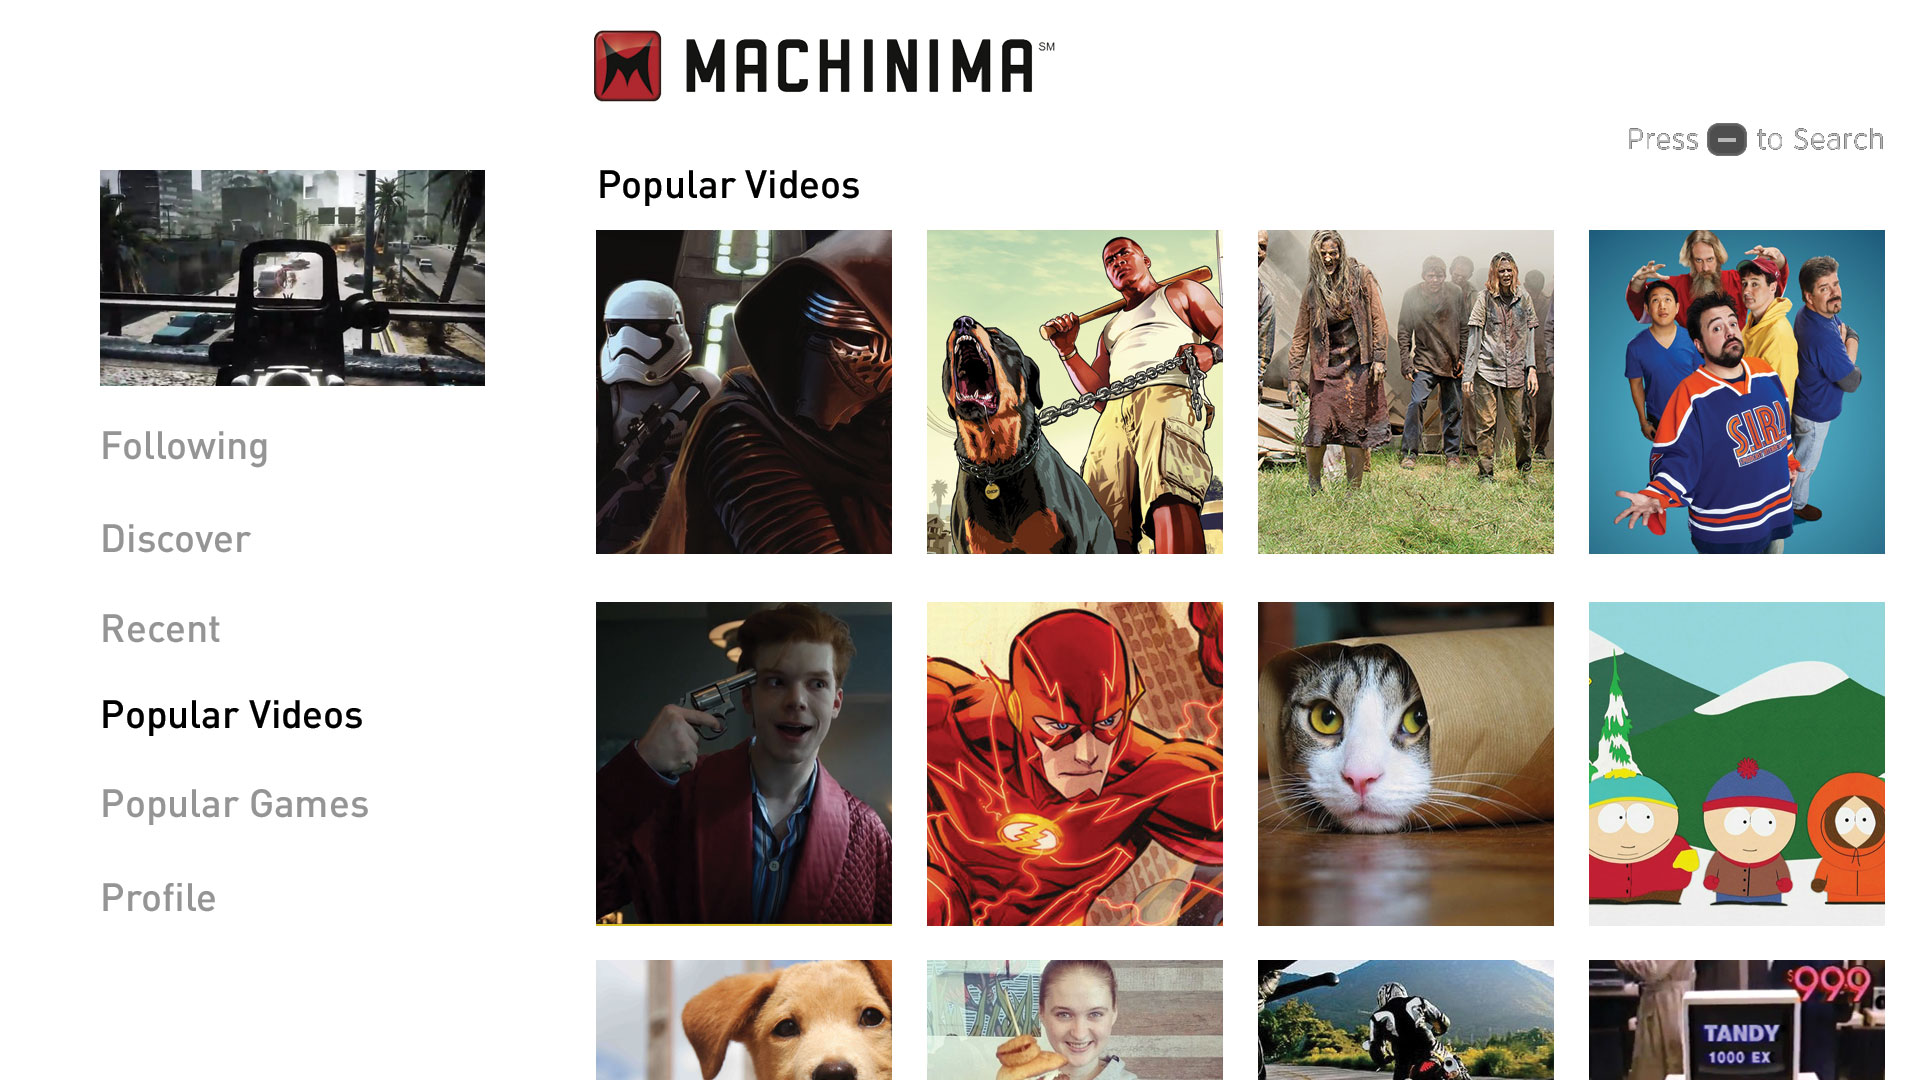 MACHINIMA SM
Press to Search
Popular Videos
Following
Discover
Recent
Popular Videos
Popular Games
Profile
CHOP
S.I.R.!
$999
TANDY
1000 EX